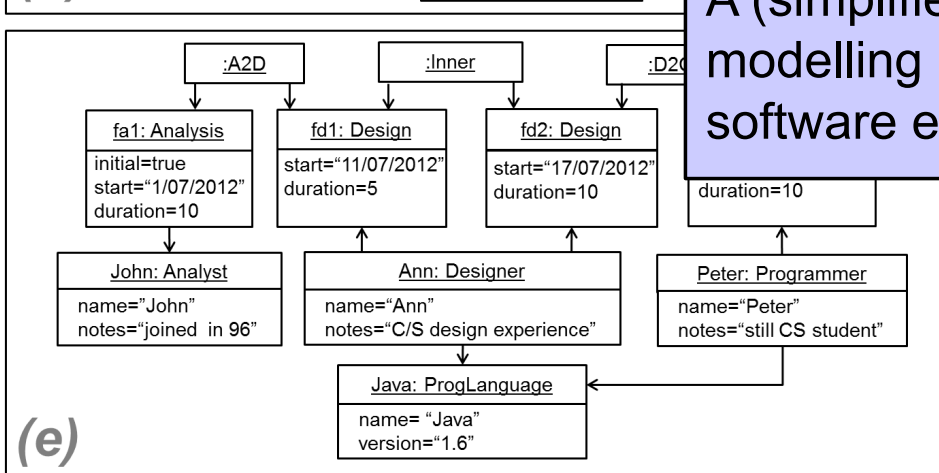 A (simplifie
modelling
software e
:A2D
:Inner
:D2C
fa1: Analysis
initial=true
start=“1/07/2012”
duration=10
fd1: Design
start=“11/07/2012”
duration=5
fd2: Design
start=“17/07/2012”
duration=10
duration=10
John: Analyst
name=”John”
notes=“joined in 96”
Ann: Designer
name=“Ann”
notes=“C/S design experience”
Peter: Programmer
name=“Peter”
notes=“still CS student”
Java: ProgLanguage
name= “Java”
version=“1.6”
(e)